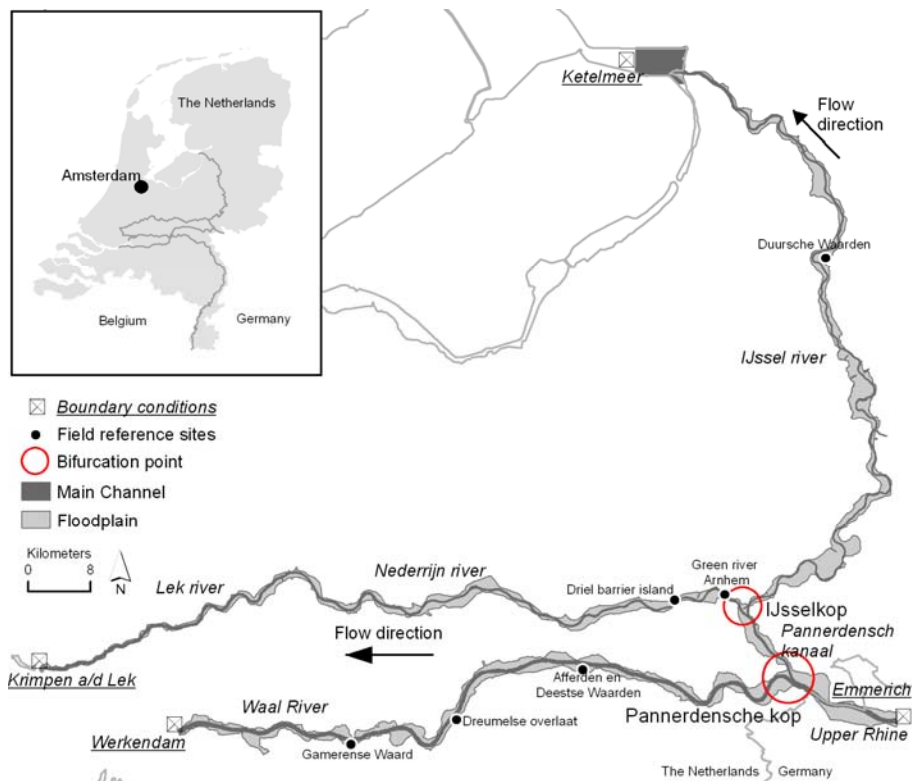 The Netherlands
Amsterdam
Belgium
Germany
Boundary conditions
Field reference sites
Bifurcation point
Main Channel
Floodplain
Kilometers
0 8
N
Ketelmeer
Flow
direction
Duursche Waarden
IJssel river
Green river
Arnhem
Driel barrier island
Nederrijn river
Lek river
IJsselkop
Pannerdensch
kanaal
Flow direction
Krimpen a/d Lek
Afferden en
Deestse Waarden
Emmerich
Pannerdensche kop
Waal River
Dreumelse overlaat
Upper Rhine
Werkendam
Gamerense Waard
The Netherlands
Germany